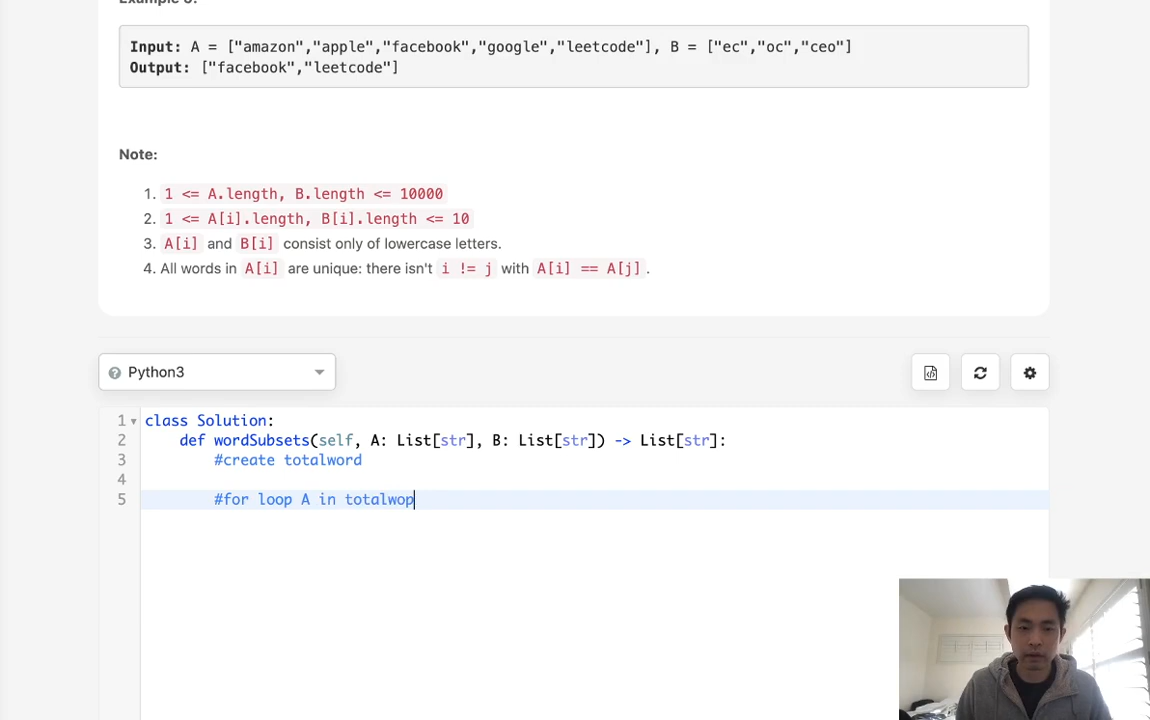 Example 5:
Input: A = ["amazon","apple","facebook","google","leetcode"], B = ["ec","oc","ceo"]
Output: ["facebook","leetcode"]
Note:
1. 1 <= A.length, B.length <= 10000
2. 1 <= A[i].length, B[i].length <= 10
3. A[i] and B[i] consist only of lowercase letters.
4. All words in A[i] are unique: there isn't i != j with A[i] == A[j].
Python3
1 class Solution:
2 def wordSubsets(self, A: List[str], B: List[str]) -> List[str]:
3 #create totalword
4
5 #for loop A in totalwop